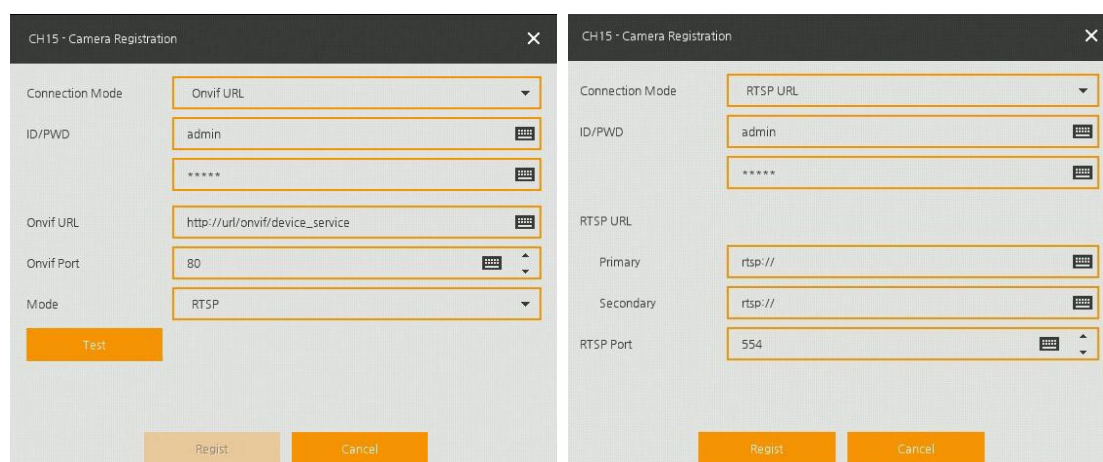 CH15 - Camera Registration
Connection Mode Onvif URL
ID/PWD admin
*****
Onvif URL http://url/onvif/device_service
Onvif Port 80
Mode RTSP
Test
Regist Cancel
CH15 - Camera Registration
Connection Mode RTSP URL
ID/PWD admin
*****
RTSP URL
Primary rtsp://
Secondary rtsp://
RTSP Port 554
Regist Cancel